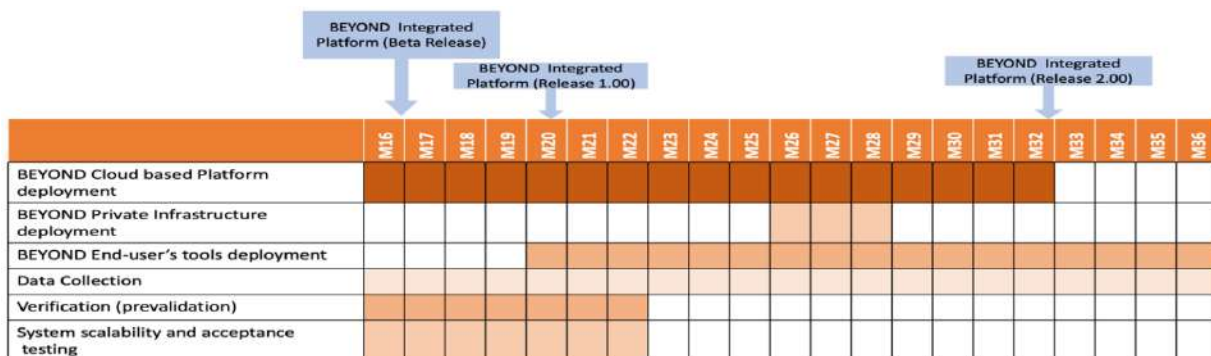 BEYOND Integrated
Platform (Beta Release)
BEYOND Integrated
Platform (Release 1.00)
BEYOND Integrated
Platform (Release 2.00)
M16 M17 M18 M19 M20 M21 M22 M23 M24 M25 M26 M27 M28 M29 M30 M31 M32 M33 M34 M35 M36
BEYOND Cloud based Platform
deployment
BEYOND Private Infrastructure
deployment
BEYOND End-user's tools deployment
Data Collection
Verification (prevalidation)
System scalability and acceptance
testing